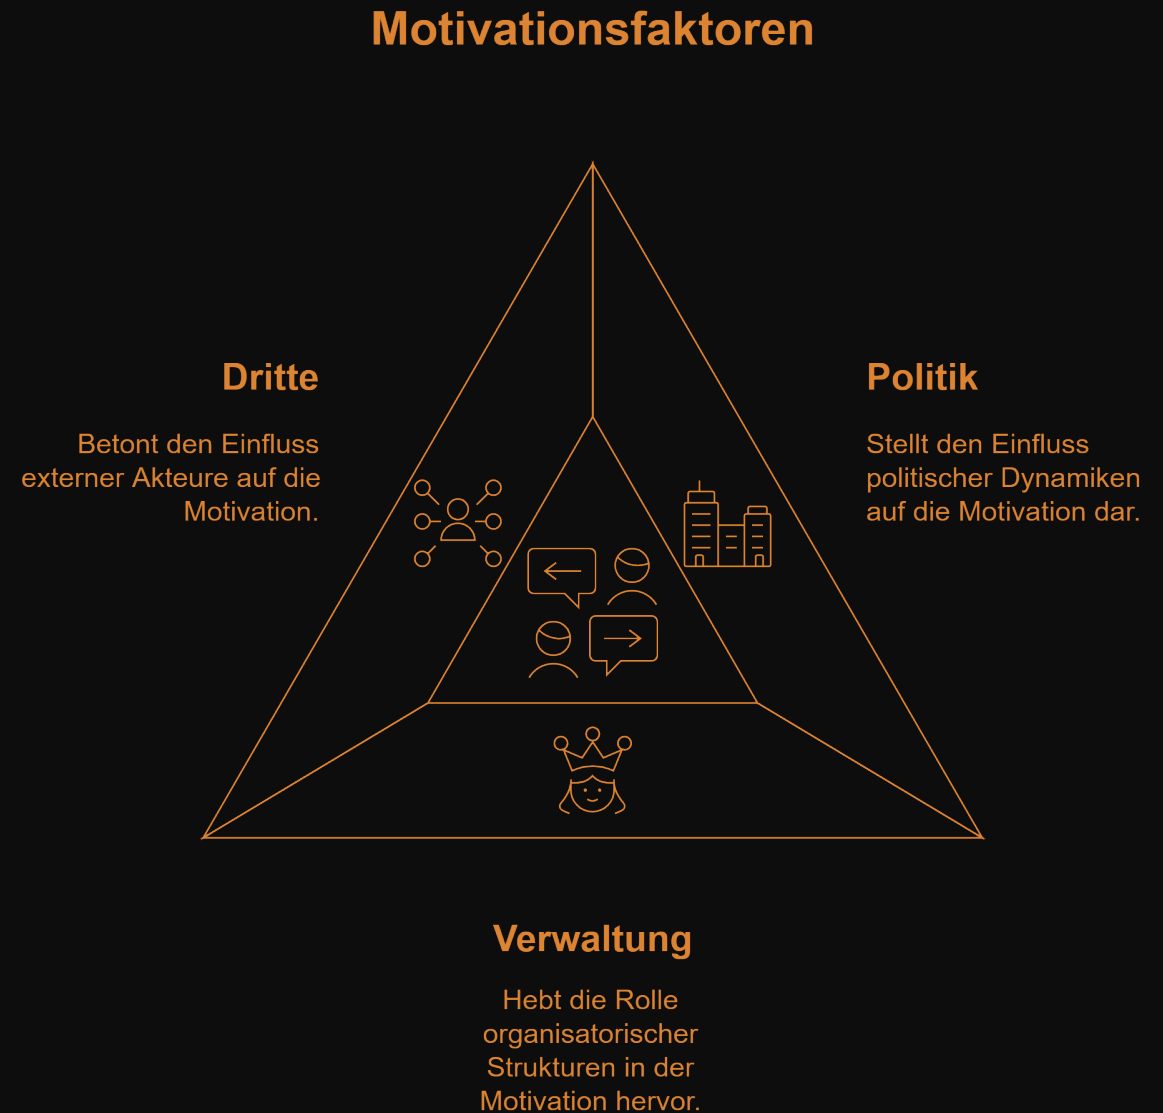 Motivationsfaktoren
Dritte
Betont den Einfluss
externer Akteure auf die
Motivation.
Politik
Stellt den Einfluss
politischer Dynamiken
auf die Motivation dar.
Verwaltung
Hebt die Rolle
organisatorischer
Strukturen in der
Motivation hervor.